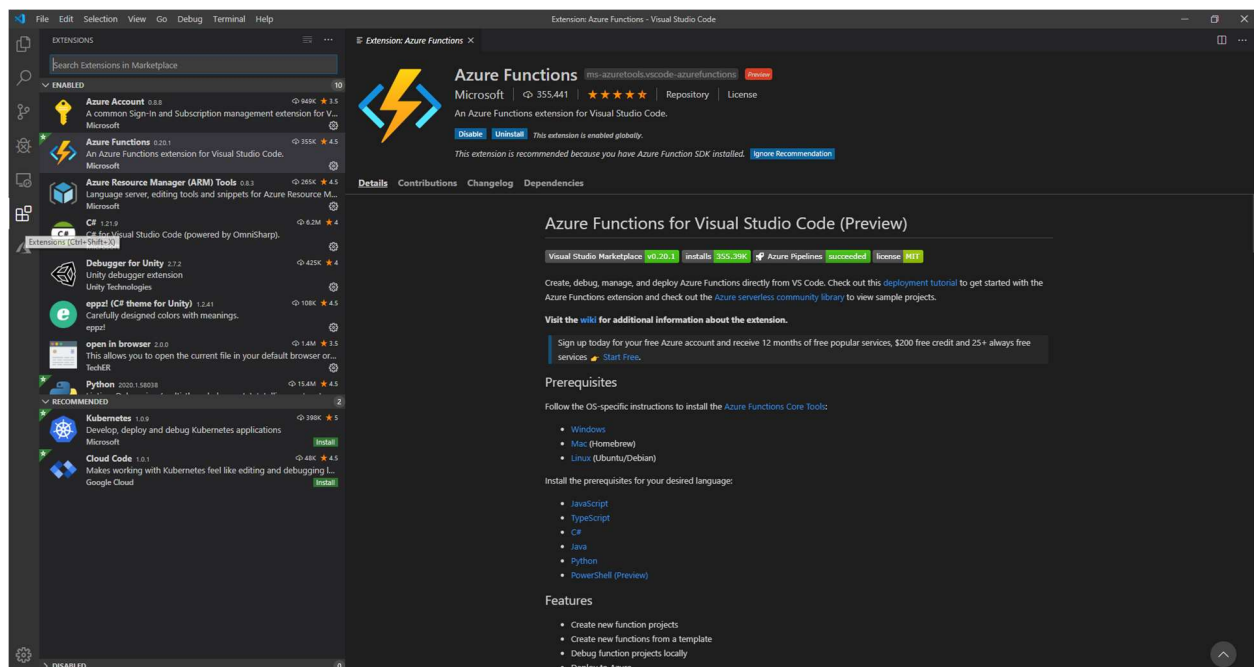 File Edit Selection View Go Debug Terminal Help
Extension: Azure Functions - Visual Studio Code
EXTENSIONS
Search Extensions in Marketplace
ENABLED 10
Azure Account 0.8.8 949K ★ 3.5
A common Sign-In and Subscription management extension for V...
Microsoft
Azure Functions 0.20.1 355K ★ 4.5
An Azure Functions extension for Visual Studio Code.
Microsoft
Azure Resource Manager (ARM) Tools 0.8.3 265K ★ 4.5
Language server, editing tools and snippets for Azure Resource M...
Microsoft
C# 1.21.9 6.2M ★ 4
C# for Visual Studio Code (powered by OmniSharp).
Extensions (Ctrl+Shift+X)
Debugger for Unity 2.7.2 425K ★ 4
Unity debugger extension
Unity Technologies
eppz! (C# theme for Unity) 1.2.41 108K ★ 4.5
Carefully designed colors with meanings.
eppz!
open in browser 2.0.0 1.4M ★ 3.5
This allows you to open the current file in your default browser or...
TechER
Python 2020.1.58038 15.4M ★ 4.5
RECOMMENDED 2
Kubernetes 1.0.9 398K ★ 5
Develop, deploy and debug Kubernetes applications
Microsoft Install
Cloud Code 1.0.1 48K ★ 4.5
Makes working with Kubernetes feel like editing and debugging l...
Google Cloud Install
DISABLED 0
Extension: Azure Functions
Azure Functions ms-azuretools.vscode-azurefunctions Preview
Microsoft 355,441 Repository License
An Azure Functions extension for Visual Studio Code.
Disable Uninstall This extension is enabled globally.
This extension is recommended because you have Azure Function SDK installed. Ignore Recommendation
Details Contributions Changelog Dependencies
Azure Functions for Visual Studio Code (Preview)
Visual Studio Marketplace v0.20.1 installs 355.39K Azure Pipelines succeeded license MIT
Create, debug, manage, and deploy Azure Functions directly from VS Code. Check out this deployment tutorial to get started with the
Azure Functions extension and check out the Azure serverless community library to view sample projects.
Visit the wiki for additional information about the extension.
Sign up today for your free Azure account and receive 12 months of free popular services, $200 free credit and 25+ always free
services 👉 Start Free.
Prerequisites
Follow the OS-specific instructions to install the Azure Functions Core Tools:
• Windows
• Mac (Homebrew)
• Linux (Ubuntu/Debian)
Install the prerequisites for your desired language:
• JavaScript
• TypeScript
• C#
• Java
• Python
• PowerShell (Preview)
Features
• Create new function projects
• Create new functions from a template
• Debug function projects locally
• Deploy to Azure